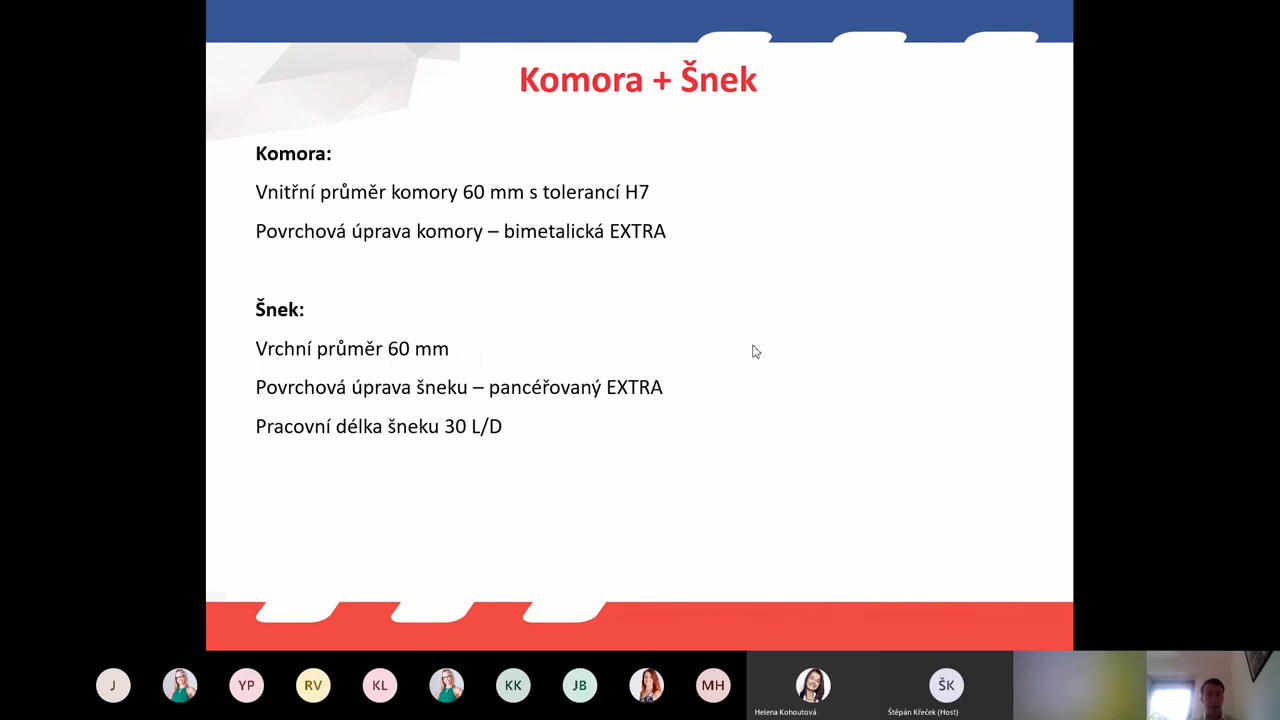 Komora + Šnek
Komora:
Vnitřní průměr komory 60 mm s tolerancí H7
Povrchová úprava komory – bimetalická EXTRA
Šnek:
Vrchní průměr 60 mm
Povrchová úprava šneku – pancéřovaný EXTRA
Pracovní délka šneku 30 L/D
J
YP
RV
KL
KK
JB
MH
ŠK
Helena Kohoutová
Štěpán Křeček (Host)